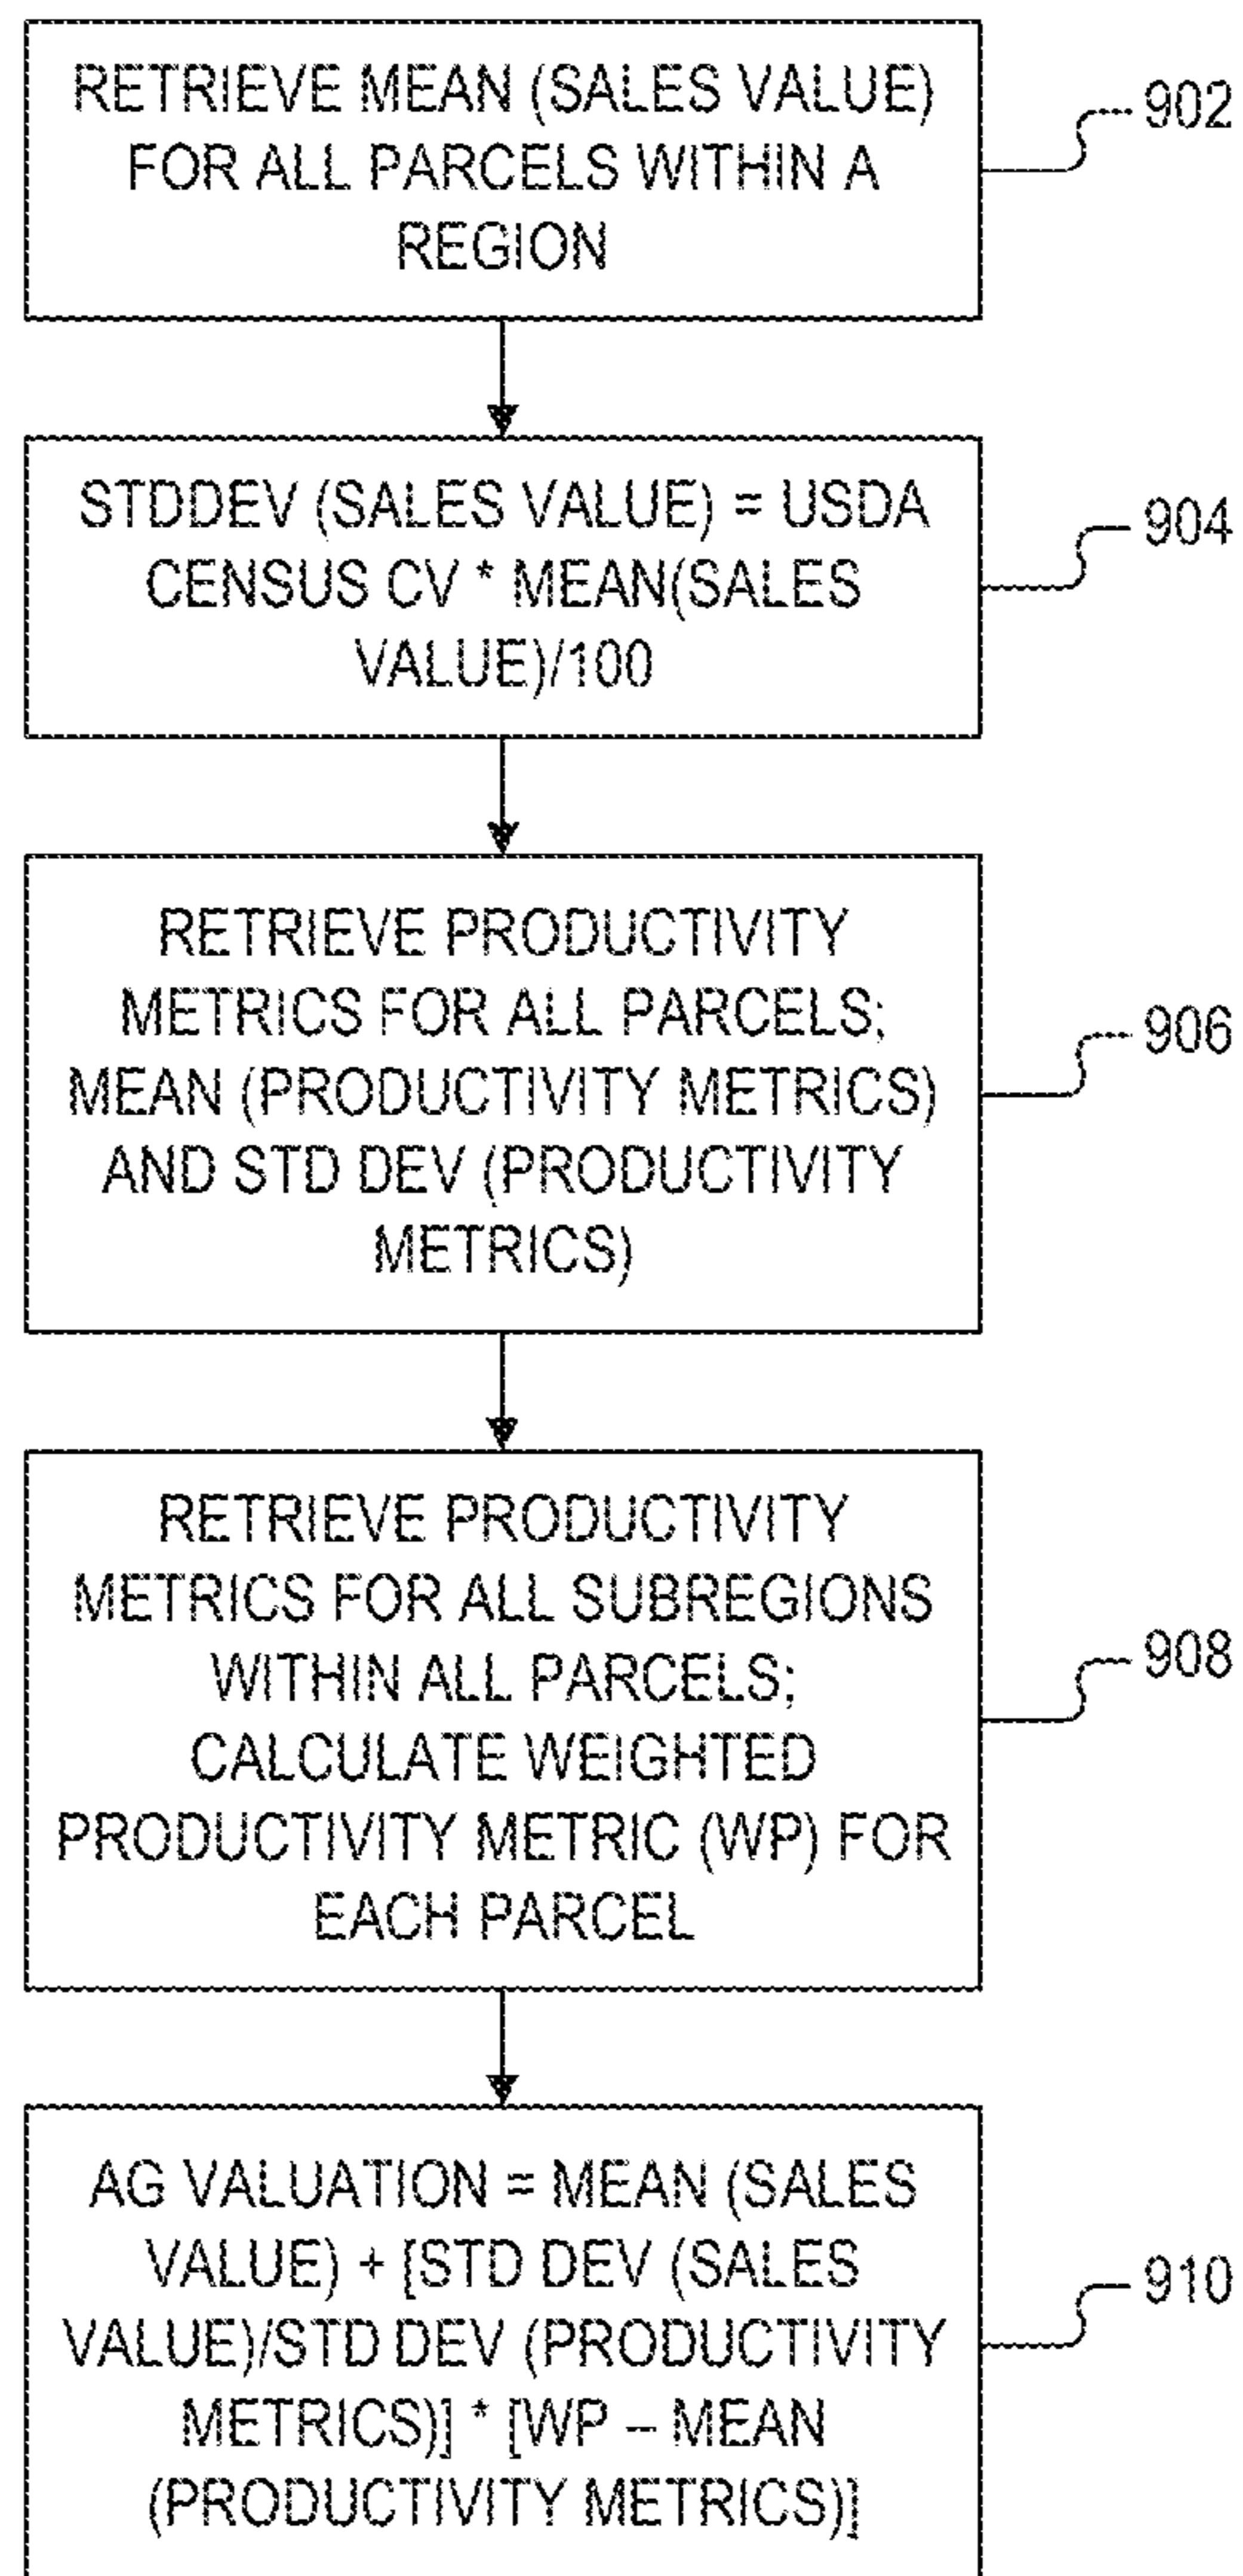 RETRIEVE MEAN (SALES VALUE)
FOR ALL PARCELS WITHIN A
REGION
902
STDDEV (SALES VALUE) = USDA
CENSUS CV * MEAN(SALES
VALUE)/100
904
RETRIEVE PRODUCTIVITY
METRICS FOR ALL PARCELS;
MEAN (PRODUCTIVITY METRICS)
AND STD DEV (PRODUCTIVITY
METRICS)
906
RETRIEVE PRODUCTIVITY
METRICS FOR ALL SUBREGIONS
WITHIN ALL PARCELS;
CALCULATE WEIGHTED
PRODUCTIVITY METRIC (WP) FOR
EACH PARCEL
908
AG VALUATION = MEAN (SALES
VALUE) + [STD DEV (SALES
VALUE)/STD DEV (PRODUCTIVITY
METRICS)] * [WP – MEAN
(PRODUCTIVITY METRICS)]
910